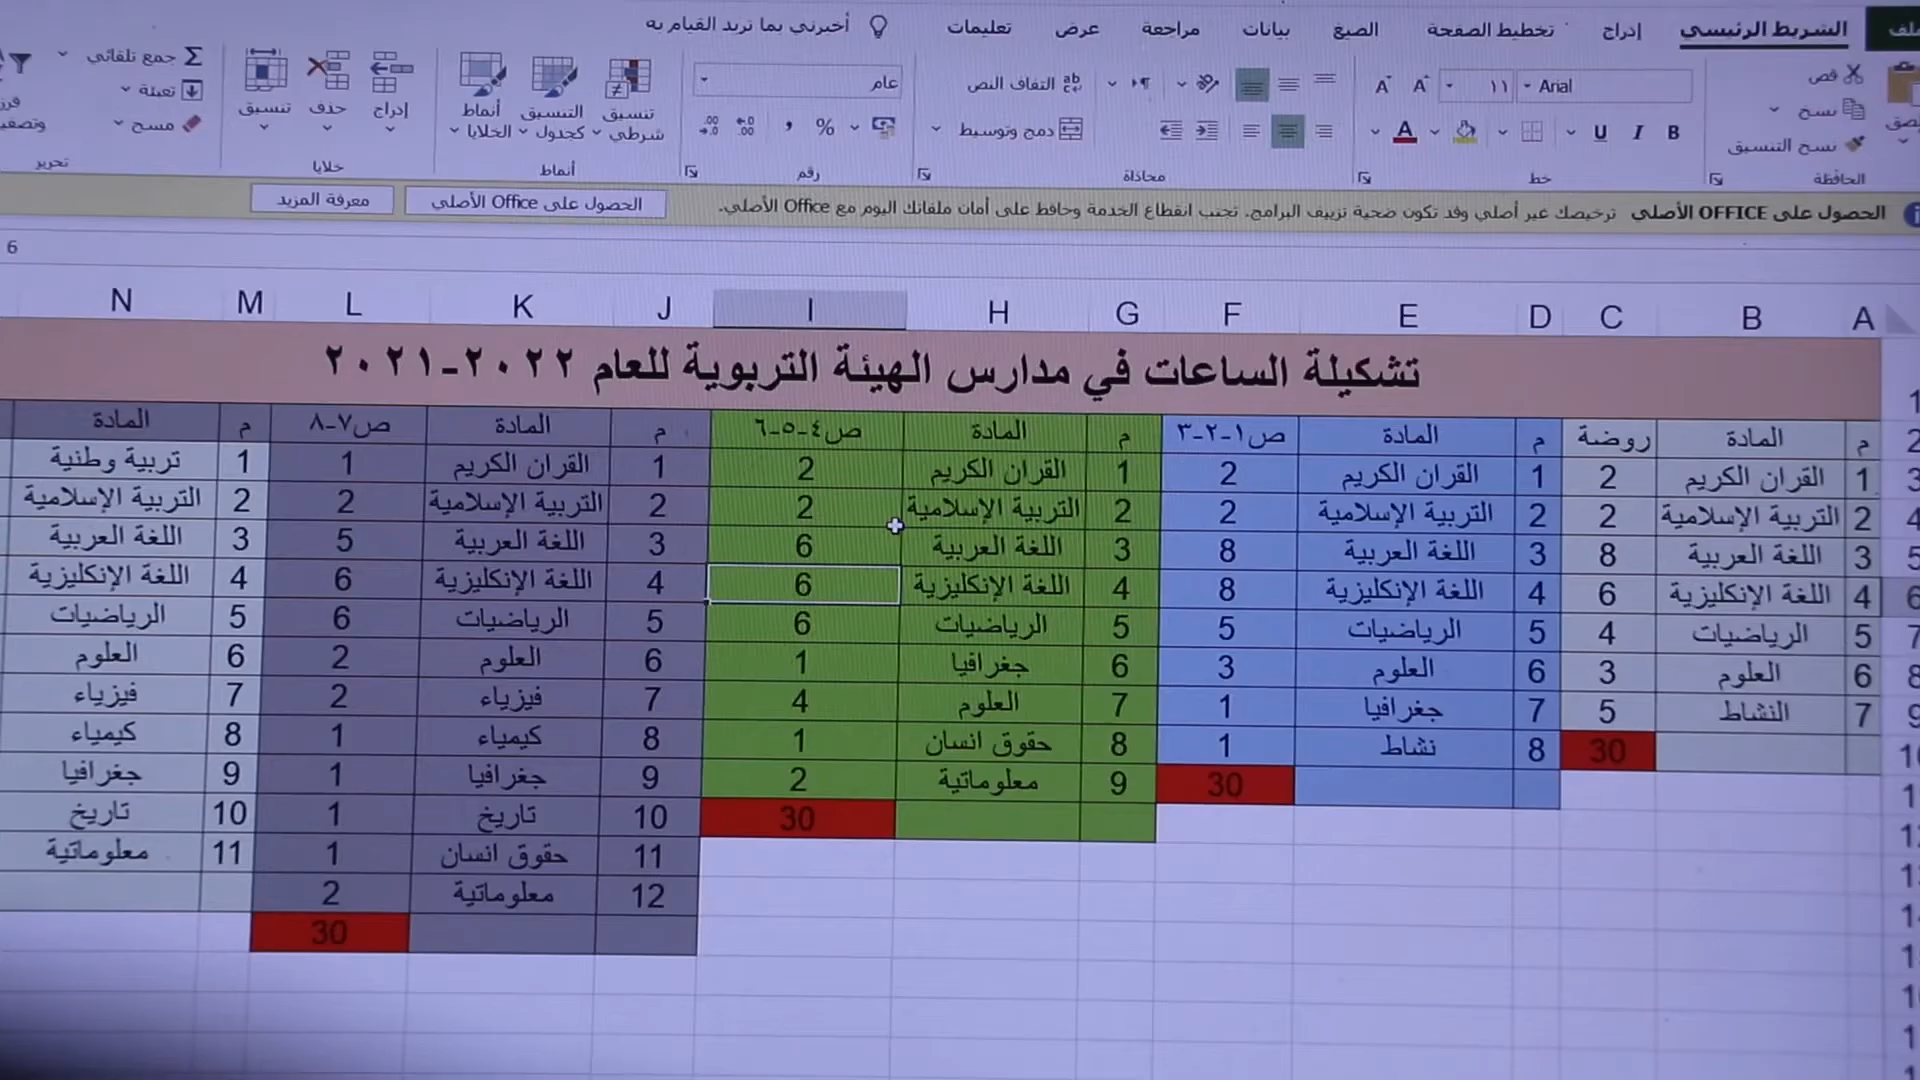 ملف الشريط الرئيسي إدراج تخطيط الصفحة الصيغ بيانات مراجعة عرض تعليمات أخبرني بما تريد القيام به
قص
نسخ
نسخ التنسيق
الحافظة
Arial ١١
B I U
خط
التفاف النص
دمج وتوسيط
محاذاة
عام
%
رقم
تنسيق شرطي
التنسيق كجدول
أنماط الخلايا
أنماط
إدراج حذف تنسيق
خلايا
جمع تلقائي
تعبئة
مسح
تحرير
الحصول على OFFICE الأصلي ترخيصك غير أصلي وقد تكون ضحية تزييف البرامج. تجنب انقطاع الخدمة وحافظ على أمان ملفاتك اليوم مع Office الأصلي. الحصول على Office الأصلي معرفة المزيد
6
A B C D E F G H I J K L M N
تشكيلة الساعات في مدارس الهيئة التربوية للعام ٢٠٢٢-٢٠٢١
م المادة روضة م المادة ص١-٢-٣ م المادة ص٤-٥-٦ م المادة ص٧-٨ م المادة
1 القران الكريم 2 1 القران الكريم 2 1 القران الكريم 2 1 القران الكريم 1 1 تربية وطنية
2 التربية الإسلامية 2 2 التربية الإسلامية 2 2 التربية الإسلامية 2 2 التربية الإسلامية 2 2 التربية الإسلامية
3 اللغة العربية 8 3 اللغة العربية 8 3 اللغة العربية 6 3 اللغة العربية 5 3 اللغة العربية
4 اللغة الإنكليزية 6 4 اللغة الإنكليزية 8 4 اللغة الإنكليزية 6 4 اللغة الإنكليزية 6 4 اللغة الإنكليزية
5 الرياضيات 4 5 الرياضيات 5 5 الرياضيات 6 5 الرياضيات 6 5 الرياضيات
6 العلوم 3 6 العلوم 3 6 جغرافيا 1 6 العلوم 2 6 العلوم
7 النشاط 5 7 جغرافيا 1 7 العلوم 4 7 فيزياء 2 7 فيزياء
30 8 نشاط 1 8 حقوق انسان 1 8 كيمياء 1 8 كيمياء
30 9 معلوماتية 2 9 جغرافيا 1 9 جغرافيا
30 10 تاريخ 1 10 تاريخ
11 حقوق انسان 1 11 معلوماتية
12 معلوماتية 2
30